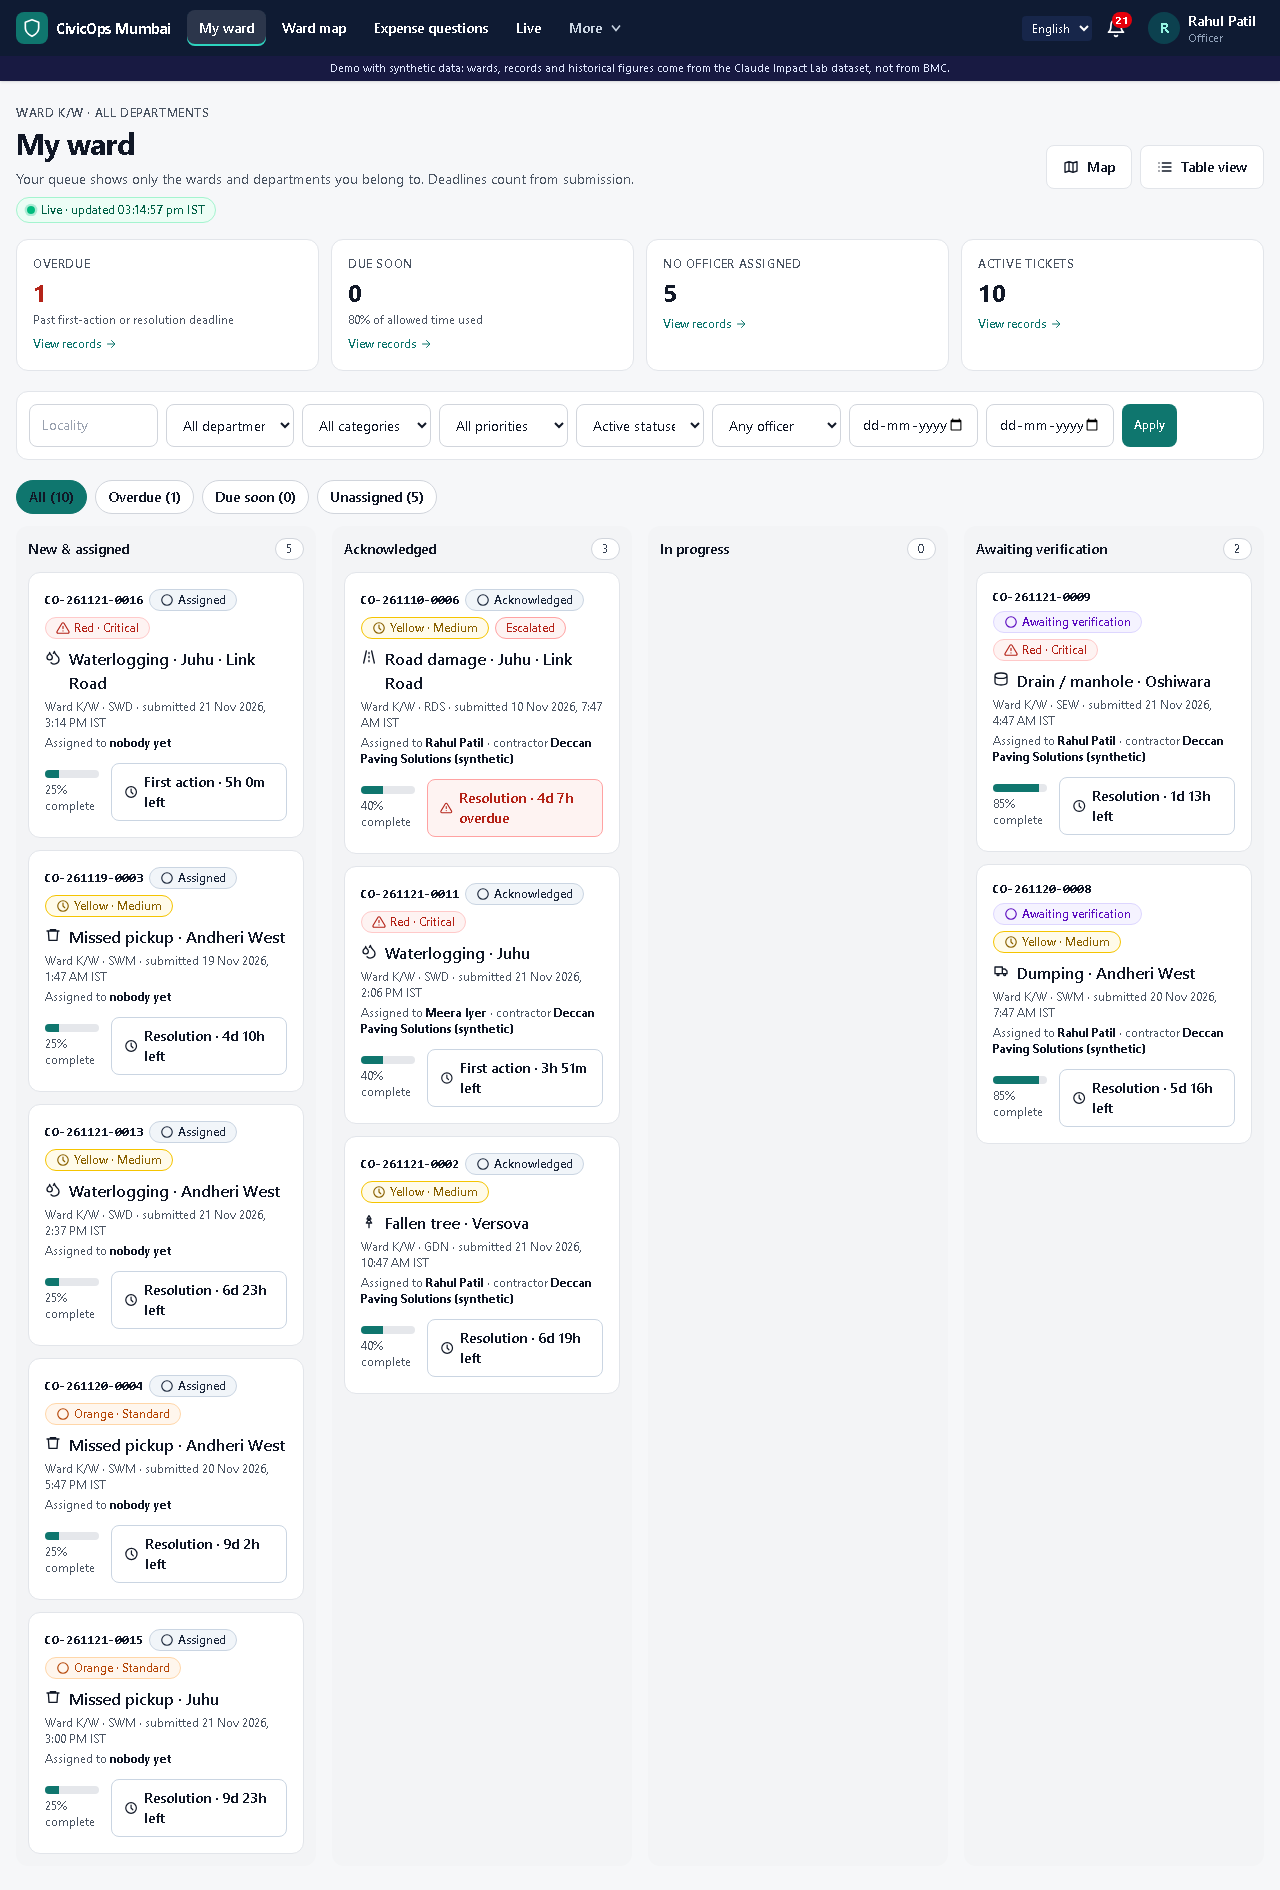 CivicOps Mumbai
My ward
Ward map
Expense questions
Live
More
English
21
R
Rahul Patil
Officer
Demo with synthetic data: wards, records and historical figures come from the Claude Impact Lab dataset, not from BMC.
WARD K/W · ALL DEPARTMENTS
My ward
Your queue shows only the wards and departments you belong to. Deadlines count from submission.
Live · updated 03:14:57 pm IST
Map
Table view
OVERDUE
1
Past first-action or resolution deadline
View records →
DUE SOON
0
80% of allowed time used
View records →
NO OFFICER ASSIGNED
5
View records →
ACTIVE TICKETS
10
View records →
Locality
All departmer
All categories
All priorities
Active statuse
Any officer
dd-mm-yyyy
dd-mm-yyyy
Apply
All (10)
Overdue (1)
Due soon (0)
Unassigned (5)
New & assigned
5
CO-261121-0016
Assigned
Red · Critical
Waterlogging · Juhu · Link
Road
Ward K/W · SWD · submitted 21 Nov 2026,
3:14 PM IST
Assigned to nobody yet
25%
complete
First action · 5h 0m
left
CO-261119-0003
Assigned
Yellow · Medium
Missed pickup · Andheri West
Ward K/W · SWM · submitted 19 Nov 2026,
1:47 AM IST
Assigned to nobody yet
25%
complete
Resolution · 4d 10h
left
CO-261121-0013
Assigned
Yellow · Medium
Waterlogging · Andheri West
Ward K/W · SWD · submitted 21 Nov 2026,
2:37 PM IST
Assigned to nobody yet
25%
complete
Resolution · 6d 23h
left
CO-261120-0004
Assigned
Orange · Standard
Missed pickup · Andheri West
Ward K/W · SWM · submitted 20 Nov 2026,
5:47 PM IST
Assigned to nobody yet
25%
complete
Resolution · 9d 2h
left
CO-261121-0015
Assigned
Orange · Standard
Missed pickup · Juhu
Ward K/W · SWM · submitted 21 Nov 2026,
3:00 PM IST
Assigned to nobody yet
25%
complete
Resolution · 9d 23h
left
Acknowledged
3
CO-261110-0006
Acknowledged
Yellow · Medium
Escalated
Road damage · Juhu · Link
Road
Ward K/W · RDS · submitted 10 Nov 2026, 7:47
AM IST
Assigned to Rahul Patil · contractor Deccan
Paving Solutions (synthetic)
40%
complete
Resolution · 4d 7h
overdue
CO-261121-0011
Acknowledged
Red · Critical
Waterlogging · Juhu
Ward K/W · SWD · submitted 21 Nov 2026,
2:06 PM IST
Assigned to Meera Iyer · contractor Deccan
Paving Solutions (synthetic)
40%
complete
First action · 3h 51m
left
CO-261121-0002
Acknowledged
Yellow · Medium
Fallen tree · Versova
Ward K/W · GDN · submitted 21 Nov 2026,
10:47 AM IST
Assigned to Rahul Patil · contractor Deccan
Paving Solutions (synthetic)
40%
complete
Resolution · 6d 19h
left
In progress
0
Awaiting verification
2
CO-261121-0009
Awaiting verification
Red · Critical
Drain / manhole · Oshiwara
Ward K/W · SEW · submitted 21 Nov 2026,
4:47 AM IST
Assigned to Rahul Patil · contractor Deccan
Paving Solutions (synthetic)
85%
complete
Resolution · 1d 13h
left
CO-261120-0008
Awaiting verification
Yellow · Medium
Dumping · Andheri West
Ward K/W · SWM · submitted 20 Nov 2026,
7:47 AM IST
Assigned to Rahul Patil · contractor Deccan
Paving Solutions (synthetic)
85%
complete
Resolution · 5d 16h
left